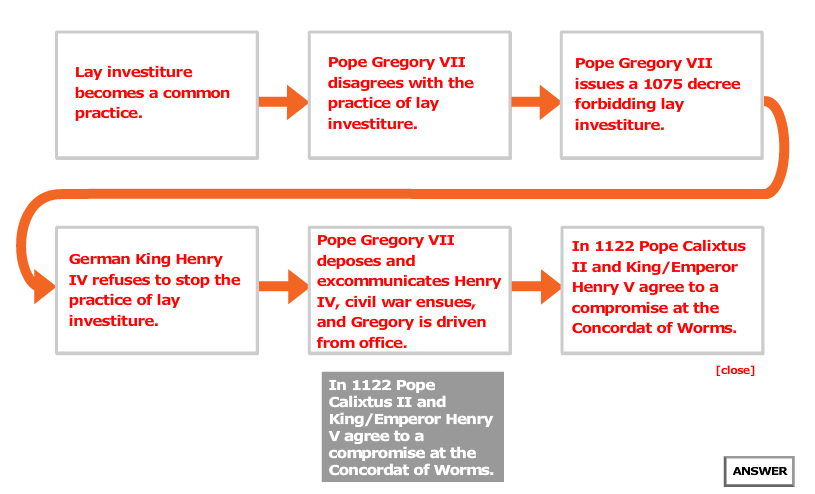 Lay investiture
becomes a common
practice.
Pope Gregory VII
disagrees with the
practice of lay
investiture.
Pope Gregory VII
issues a 1075 decree
forbidding lay
investiture.
German King Henry
IV refuses to stop the
practice of lay
investiture.
Pope Gregory VII
deposes and
excommunicates Henry
IV, civil war ensues,
and Gregory is driven
from office.
In 1122 Pope Calixtus
II and King/Emperor
Henry V agree to a
compromise at the
Concordat of Worms.
[close]
In 1122 Pope
Calixtus II and
King/Emperor Henry
V agree to a
compromise at the
Concordat of Worms.
ANSWER